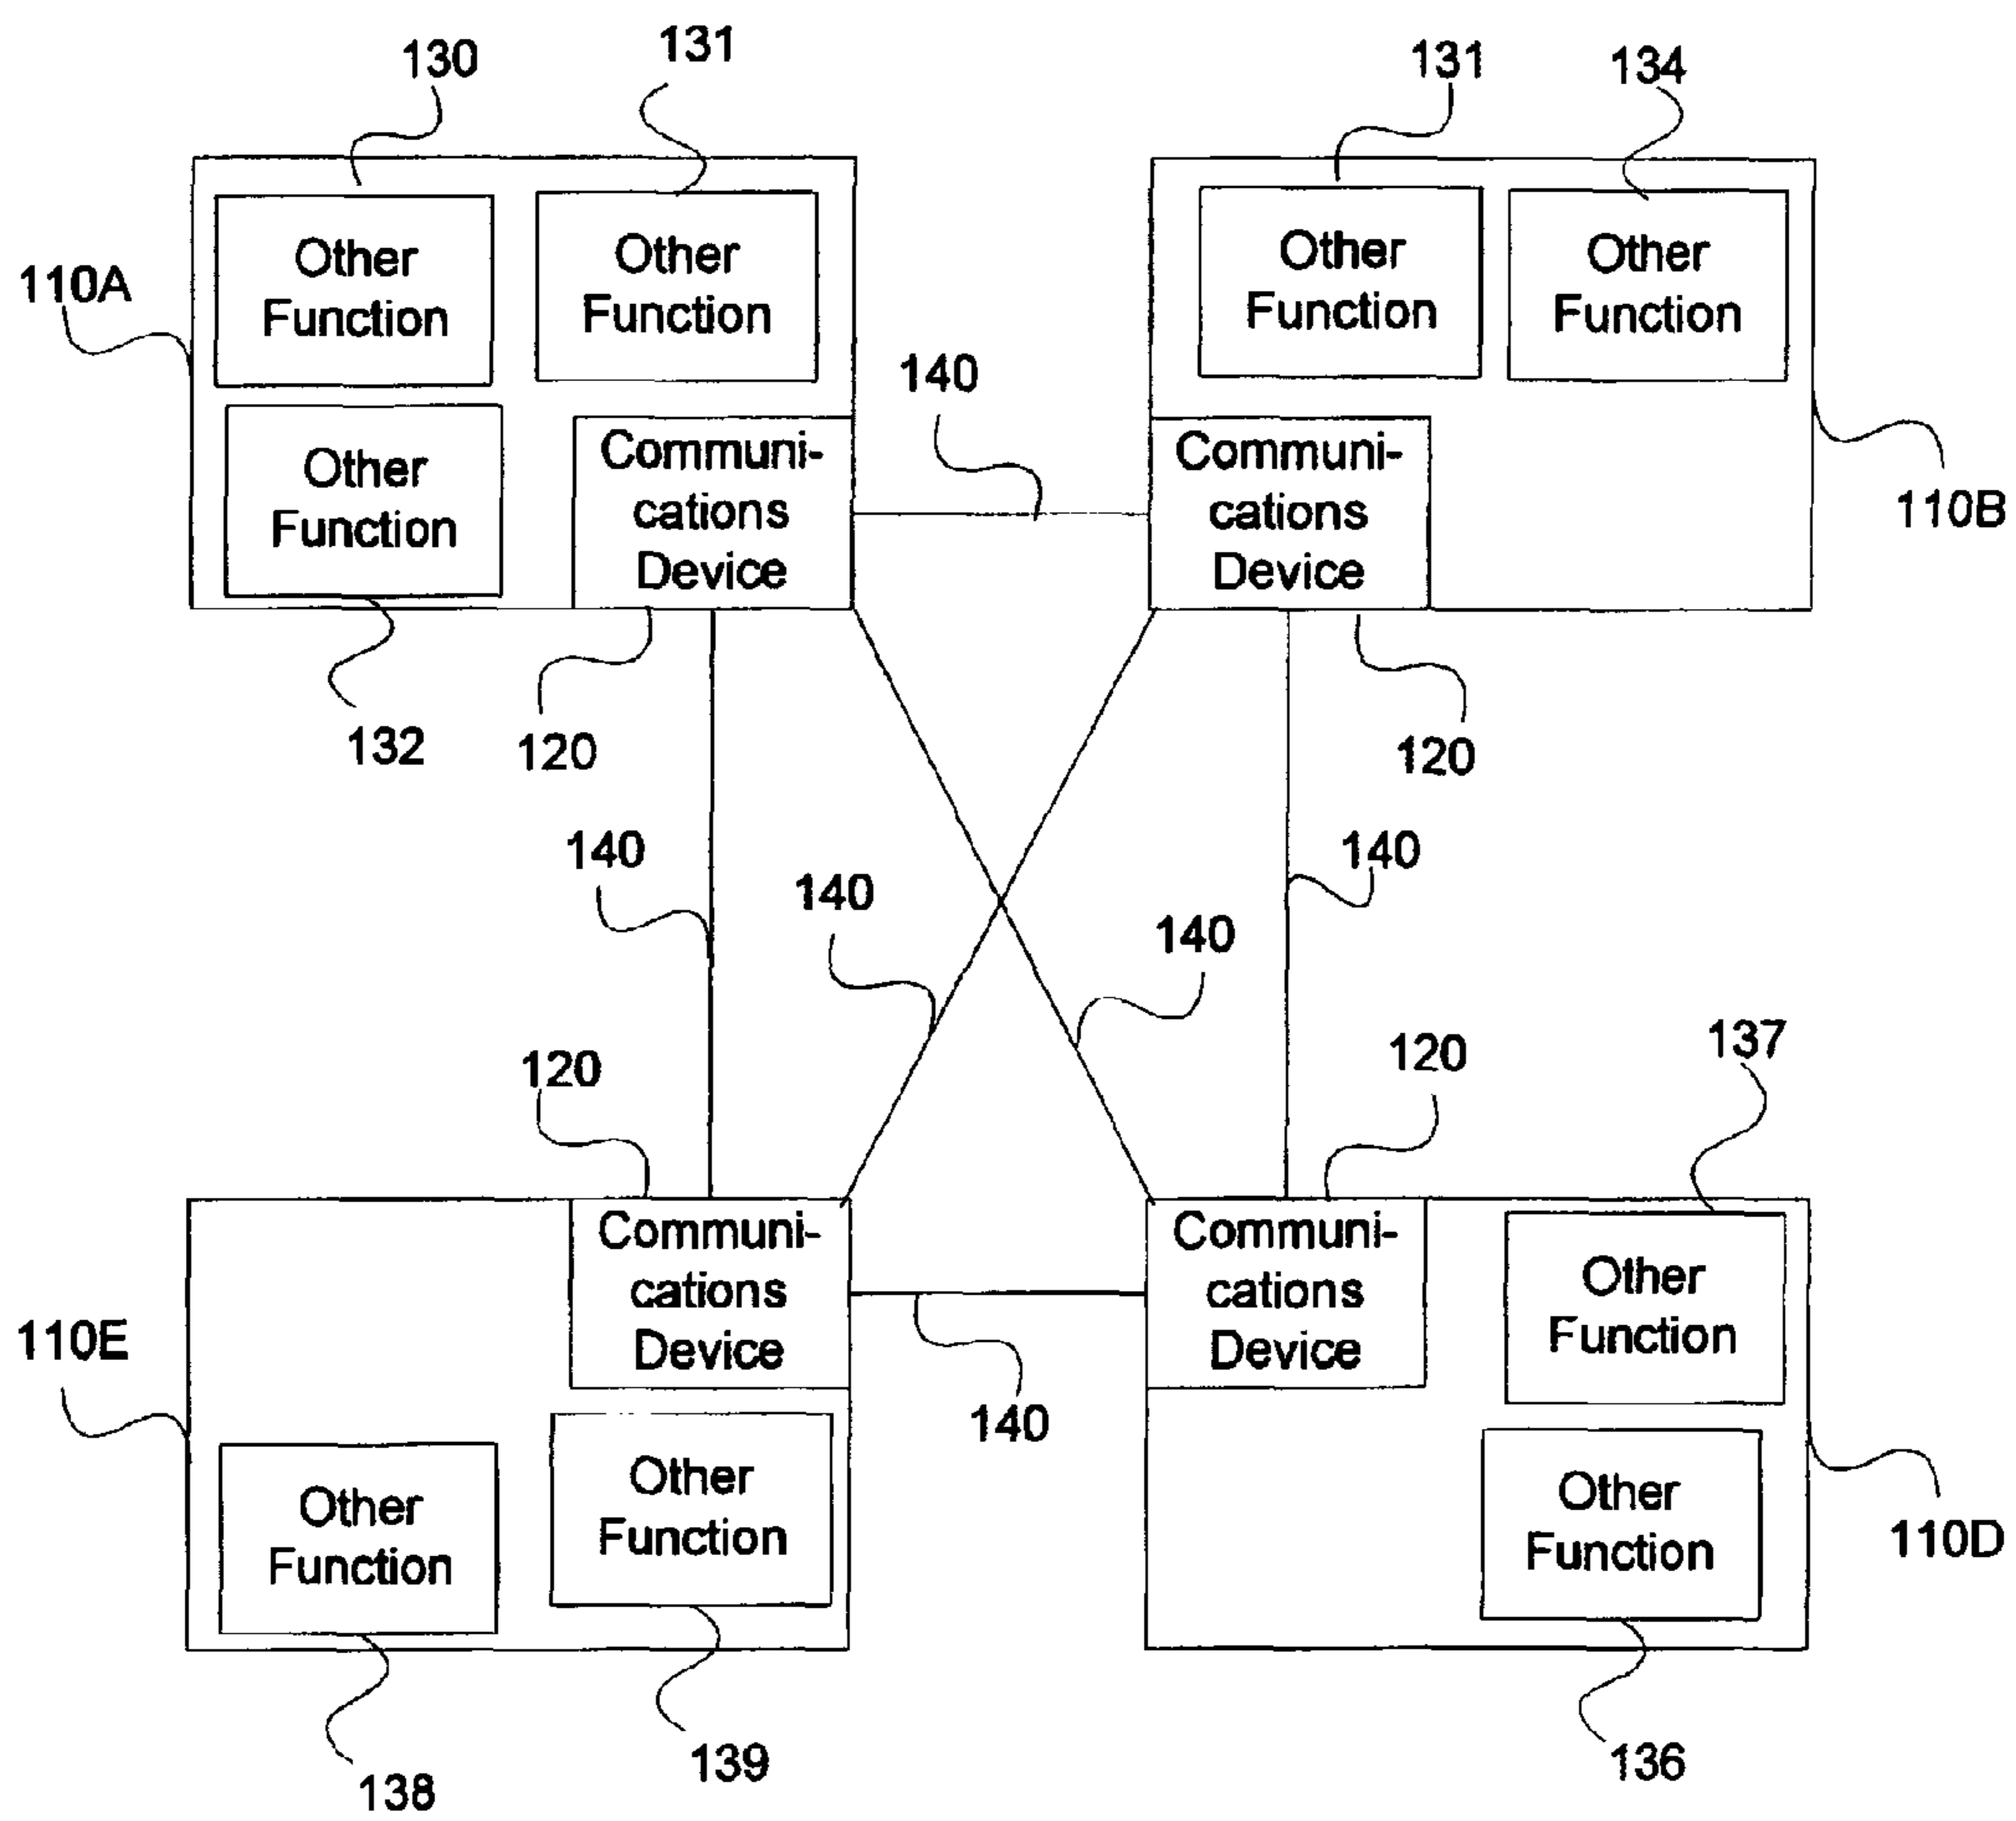 130
131
131
134
110A
Other
Function
Other
Function
Other
Function
Other
Function
140
Other
Function
Communi-
cations
Device
Communi-
cations
Device
110B
132
120
120
140
140
140
140
120
120
137
110E
Communi-
cations
Device
Communi-
cations
Device
Other
Function
140
Other
Function
Other
Function
Other
Function
110D
138
139
136